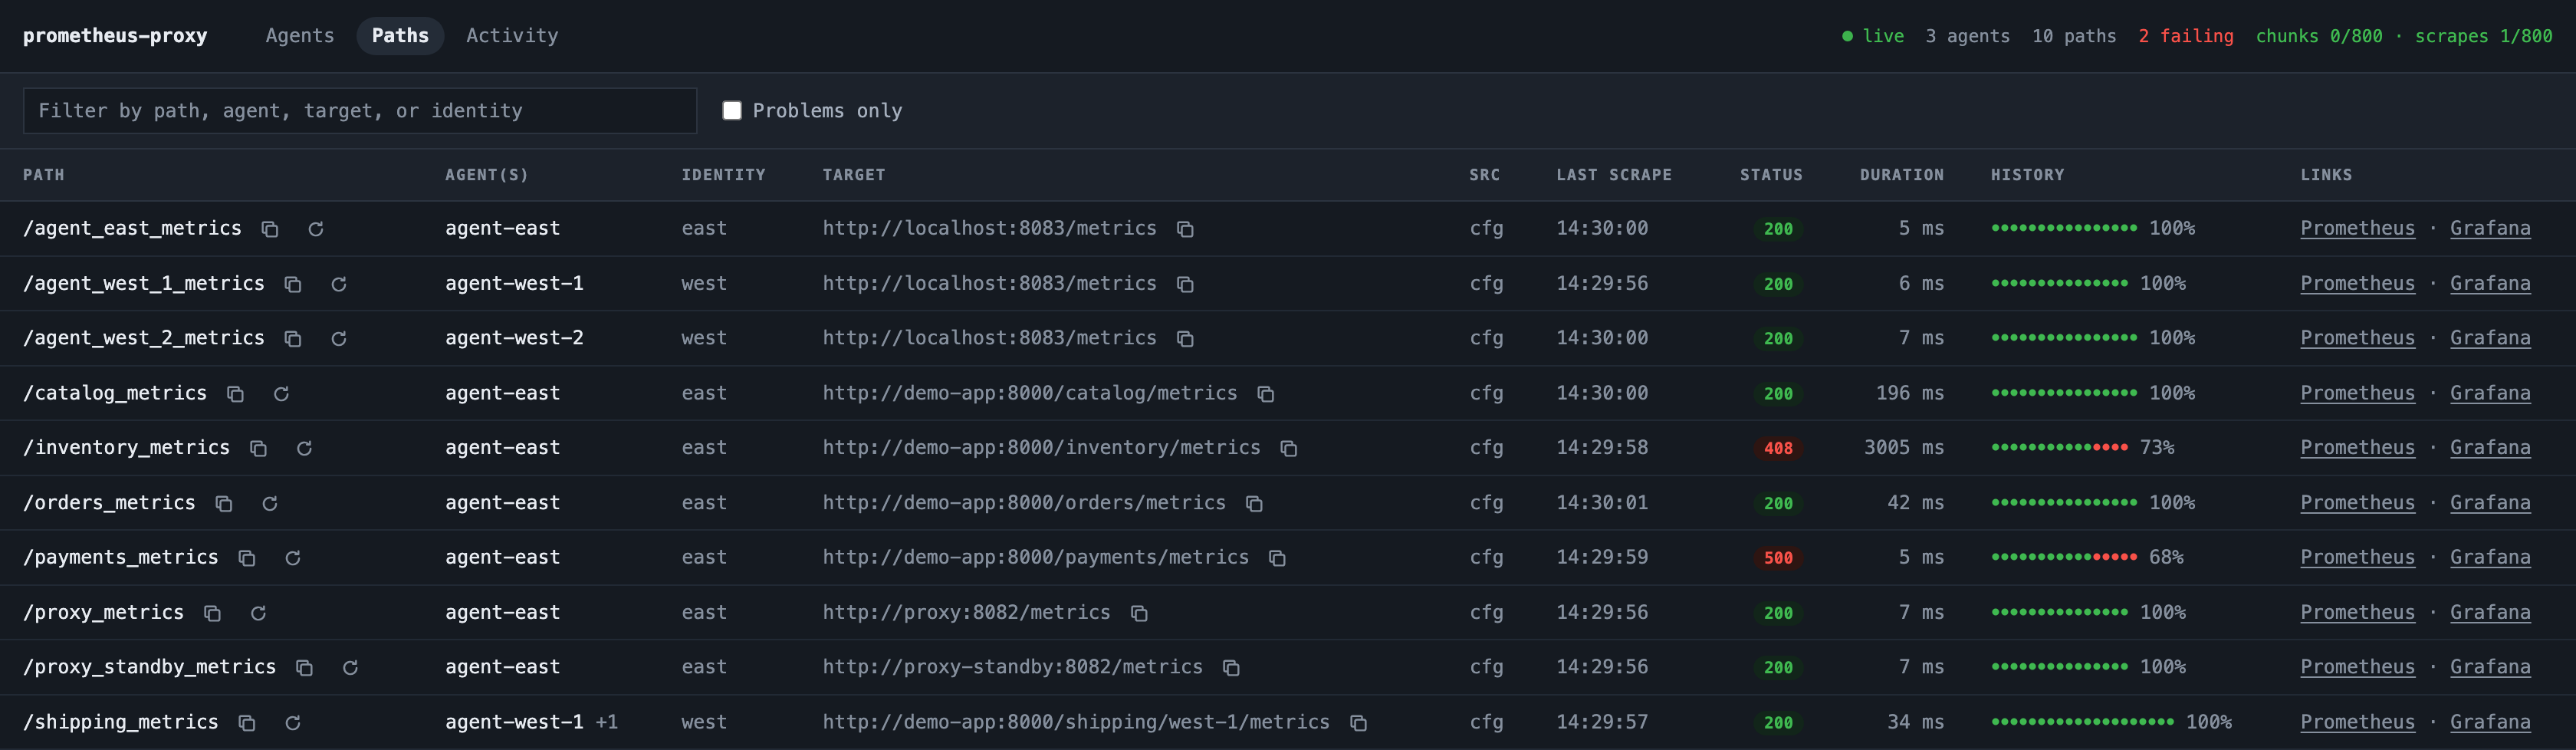 prometheus-proxy Agents Paths Activity live 3 agents 10 paths 2 failing chunks 0/800 · scrapes 1/800
Filter by path, agent, target, or identity Problems only
PATH AGENT(S) IDENTITY TARGET SRC LAST SCRAPE STATUS DURATION HISTORY LINKS
/agent_east_metrics agent-east east http://localhost:8083/metrics cfg 14:30:00 200 5 ms 100% Prometheus · Grafana
/agent_west_1_metrics agent-west-1 west http://localhost:8083/metrics cfg 14:29:56 200 6 ms 100% Prometheus · Grafana
/agent_west_2_metrics agent-west-2 west http://localhost:8083/metrics cfg 14:30:00 200 7 ms 100% Prometheus · Grafana
/catalog_metrics agent-east east http://demo-app:8000/catalog/metrics cfg 14:30:00 200 196 ms 100% Prometheus · Grafana
/inventory_metrics agent-east east http://demo-app:8000/inventory/metrics cfg 14:29:58 408 3005 ms 73% Prometheus · Grafana
/orders_metrics agent-east east http://demo-app:8000/orders/metrics cfg 14:30:01 200 42 ms 100% Prometheus · Grafana
/payments_metrics agent-east east http://demo-app:8000/payments/metrics cfg 14:29:59 500 5 ms 68% Prometheus · Grafana
/proxy_metrics agent-east east http://proxy:8082/metrics cfg 14:29:56 200 7 ms 100% Prometheus · Grafana
/proxy_standby_metrics agent-east east http://proxy-standby:8082/metrics cfg 14:29:56 200 7 ms 100% Prometheus · Grafana
/shipping_metrics agent-west-1 +1 west http://demo-app:8000/shipping/west-1/metrics cfg 14:29:57 200 34 ms 100% Prometheus · Grafana